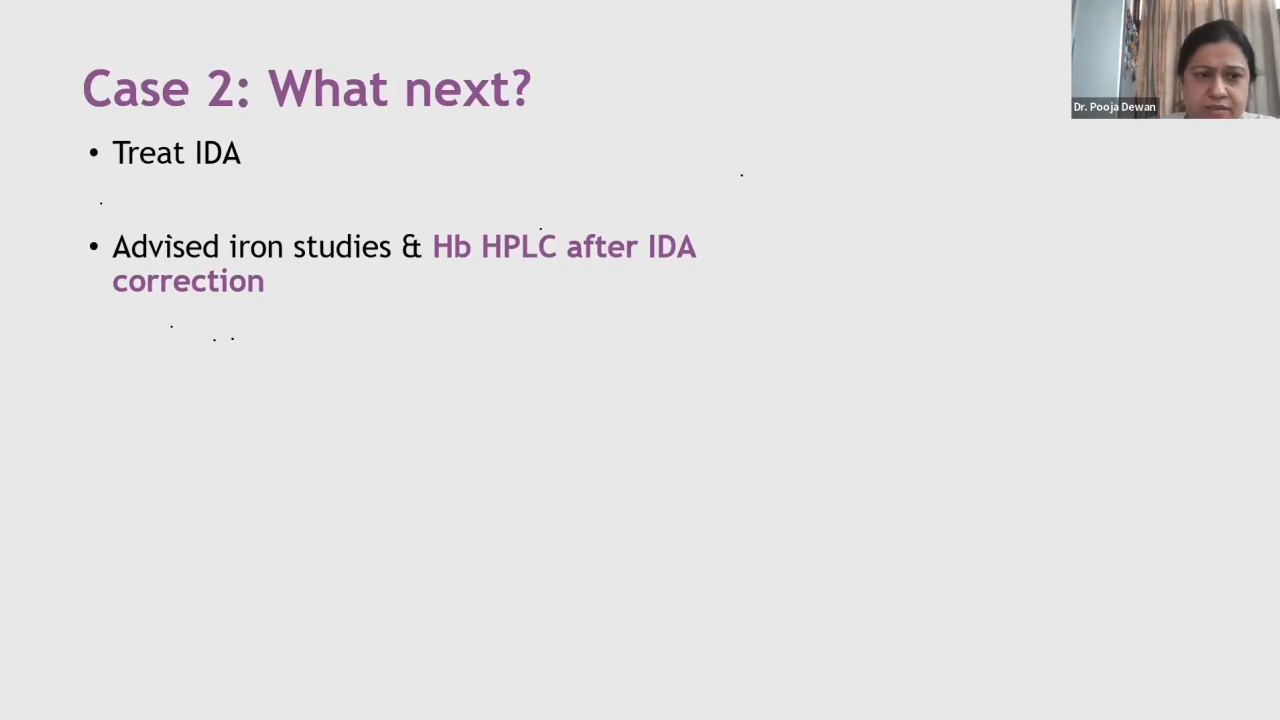 Case 2: What next?
• Treat IDA
• Advised iron studies & Hb HPLC after IDA
correction
Dr. Pooja Dewan